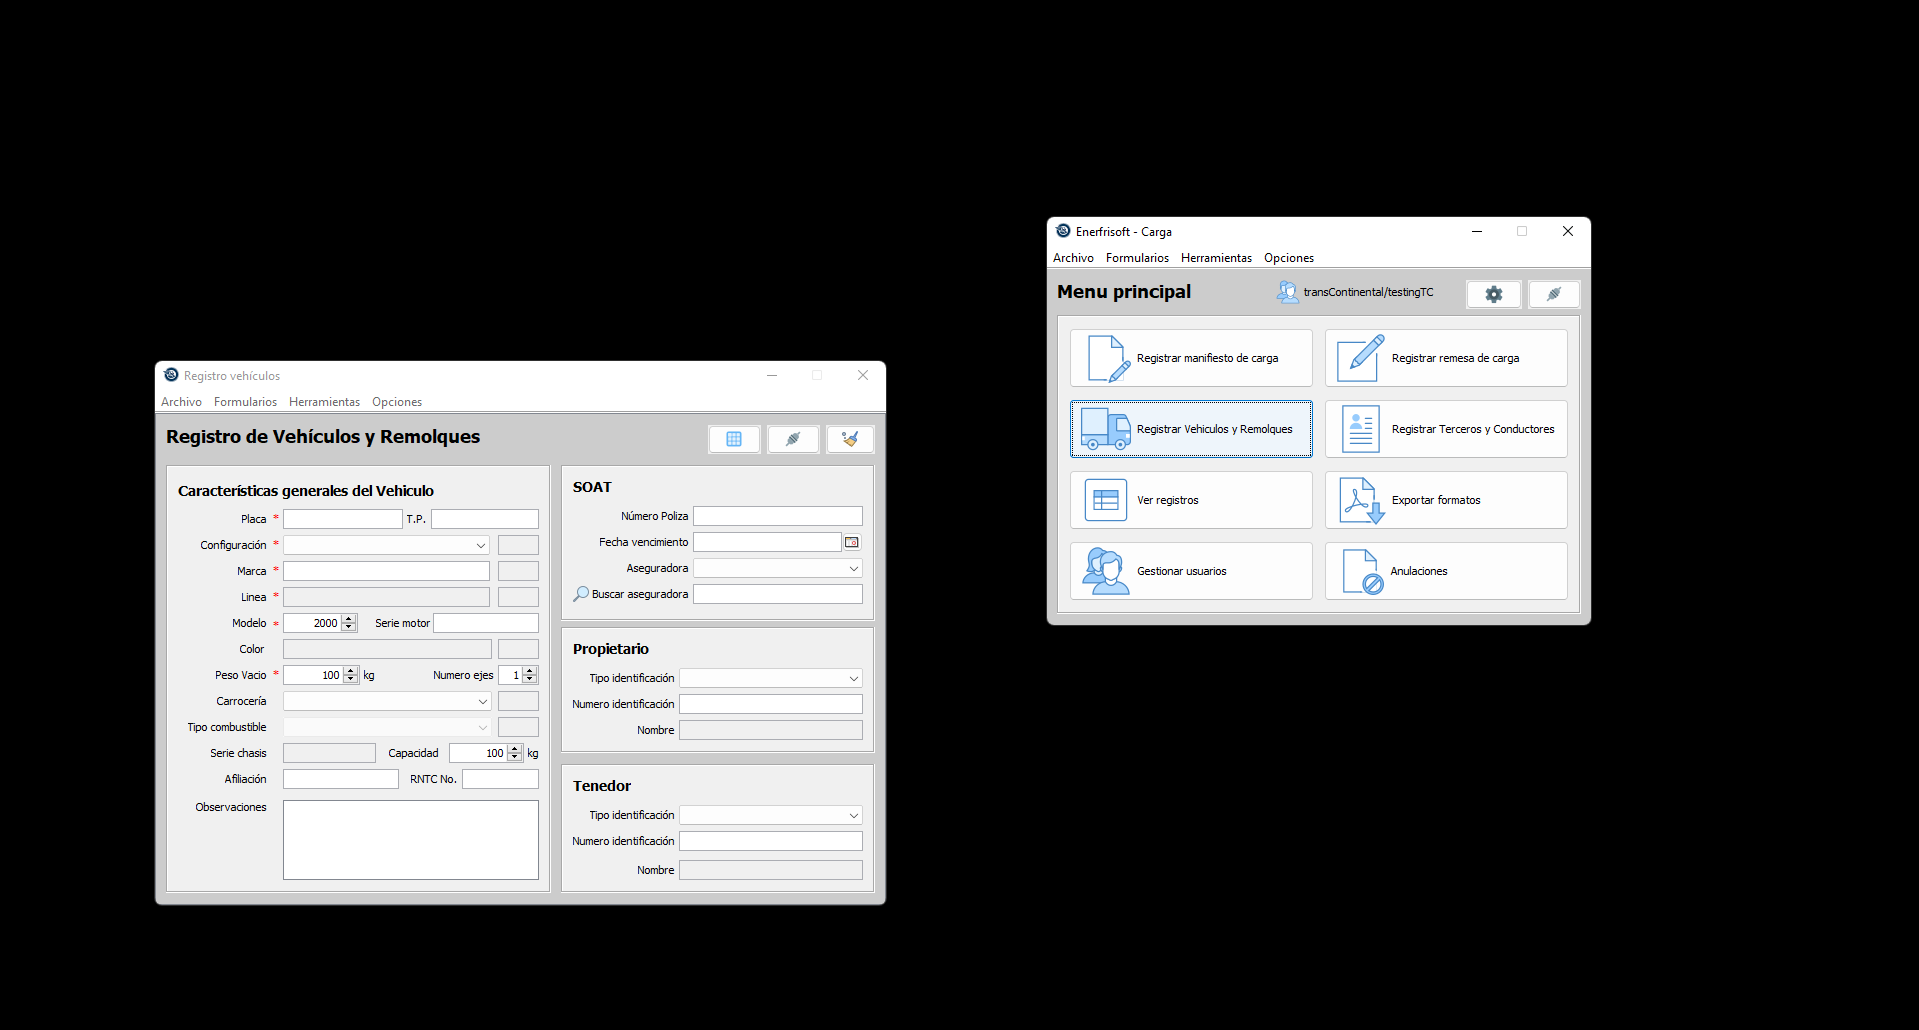 Registro vehículos
Archivo Formularios Herramientas Opciones
Registro de Vehículos y Remolques
Características generales del Vehiculo
Placa * T.P.
Configuración *
Marca *
Linea *
Modelo * 2000 Serie motor
Color
Peso Vacio * 100 kg Numero ejes 1
Carrocería
Tipo combustible
Serie chasis Capacidad 100 kg
Afiliación RNTC No.
Observaciones
SOAT
Número Poliza
Fecha vencimiento
Aseguradora
Buscar aseguradora
Propietario
Tipo identificación
Numero identificación
Nombre
Tenedor
Tipo identificación
Numero identificación
Nombre
Enerfrisoft - Carga
Archivo Formularios Herramientas Opciones
Menu principal transContinental/testingTC
Registrar manifiesto de carga Registrar remesa de carga
Registrar Vehiculos y Remolques Registrar Terceros y Conductores
Ver registros Exportar formatos
Gestionar usuarios Anulaciones